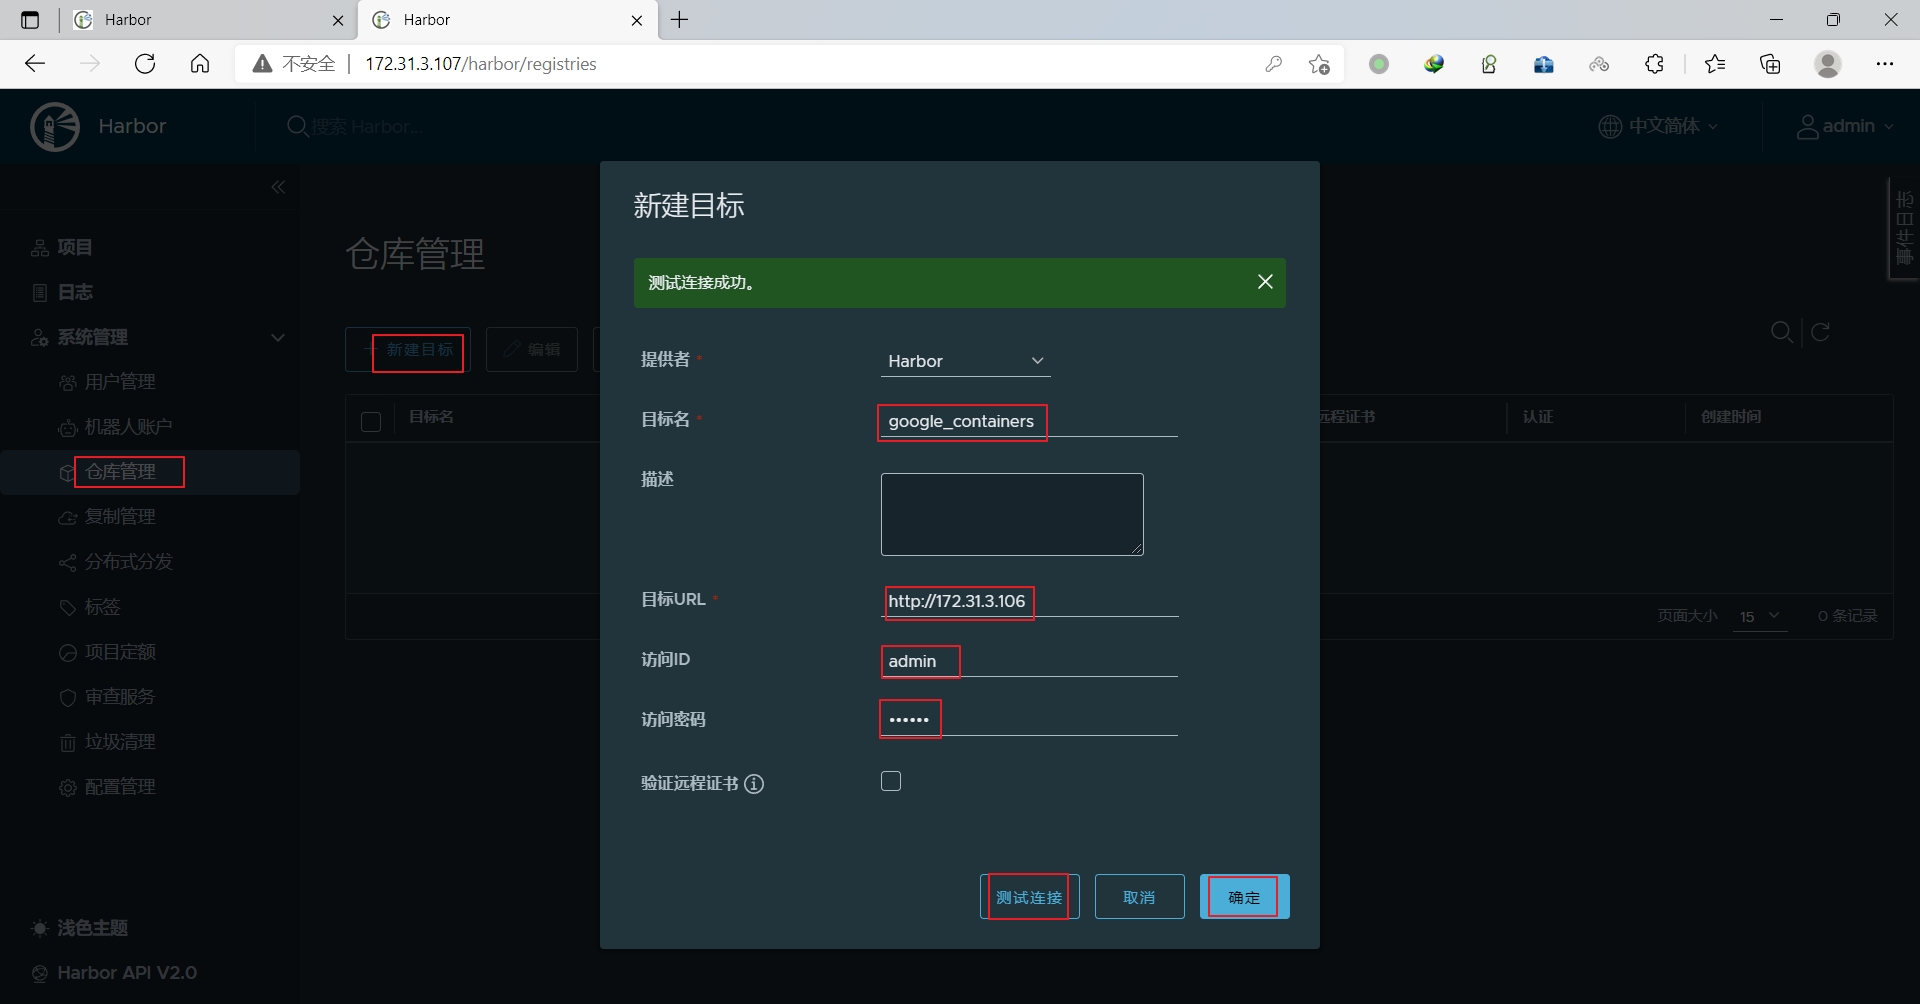 Harbor
Harbor
不安全
172.31.3.107/harbor/registries
Harbor
搜索 Harbor...
中文简体
admin
项目
日志
系统管理
用户管理
机器人账户
仓库管理
复制管理
分布式分发
标签
项目定额
审查服务
垃圾清理
配置管理
浅色主题
Harbor API V2.0
仓库管理
新建目标
编辑
目标名
远程证书
认证
创建时间
页面大小
15
0 条记录
事件日志
新建目标
测试连接成功。
提供者 *
Harbor
目标名 *
google_containers
描述
目标URL *
http://172.31.3.106
访问ID
admin
访问密码
••••••
验证远程证书
测试连接
取消
确定